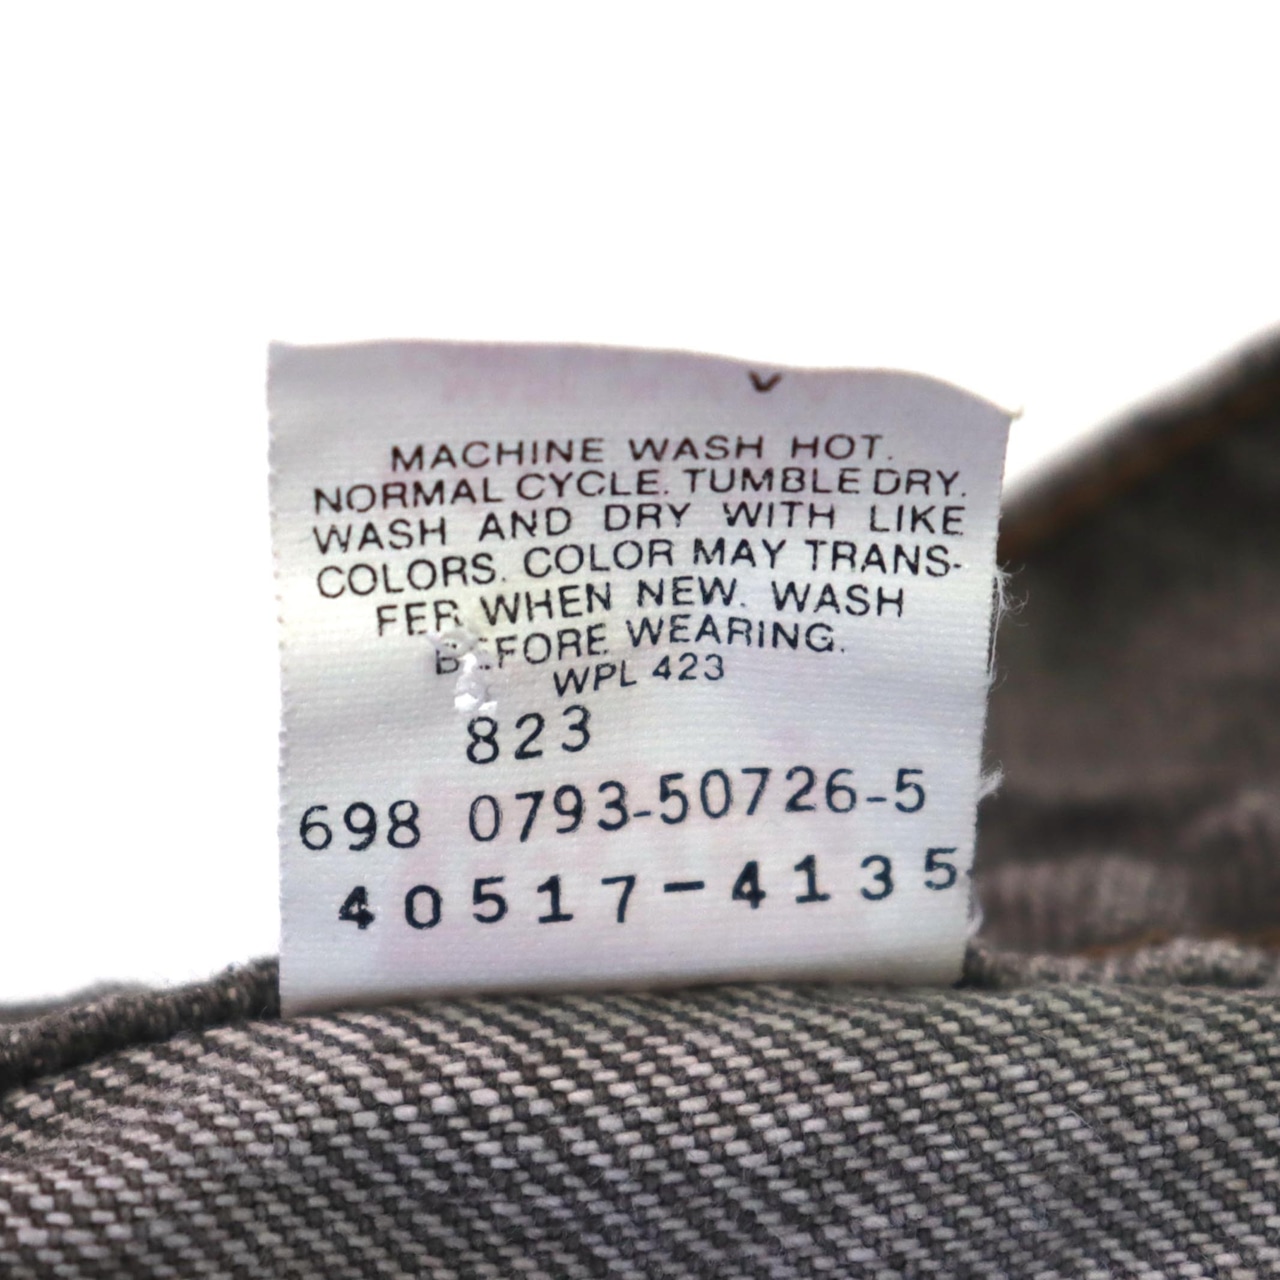 MACHINE WASH HOT.
NORMAL CYCLE. TUMBLE DRY.
WASH AND DRY WITH LIKE
COLORS. COLOR MAY TRANS-
FER WHEN NEW. WASH
BEFORE WEARING.
WPL 423
823
698 0793-50726-5
40517-4135